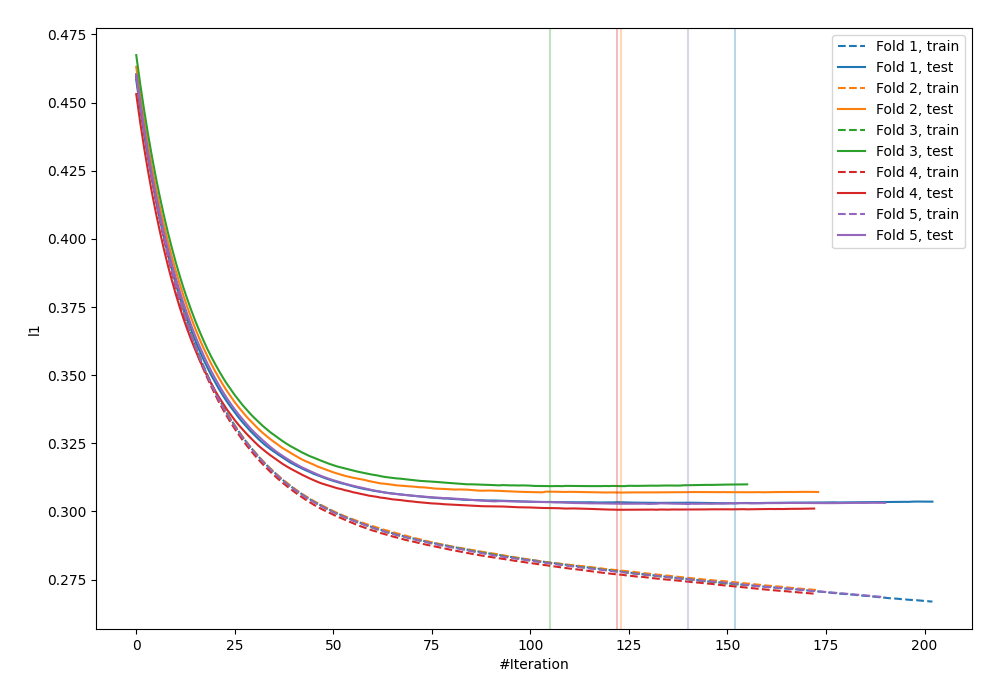 0.475
0.450
0.425
0.400
0.375
0.350
0.325
0.300
0.275
l1
0
25
50
75
100
125
150
175
200
#Iteration
Fold 1, train
Fold 1, test
Fold 2, train
Fold 2, test
Fold 3, train
Fold 3, test
Fold 4, train
Fold 4, test
Fold 5, train
Fold 5, test